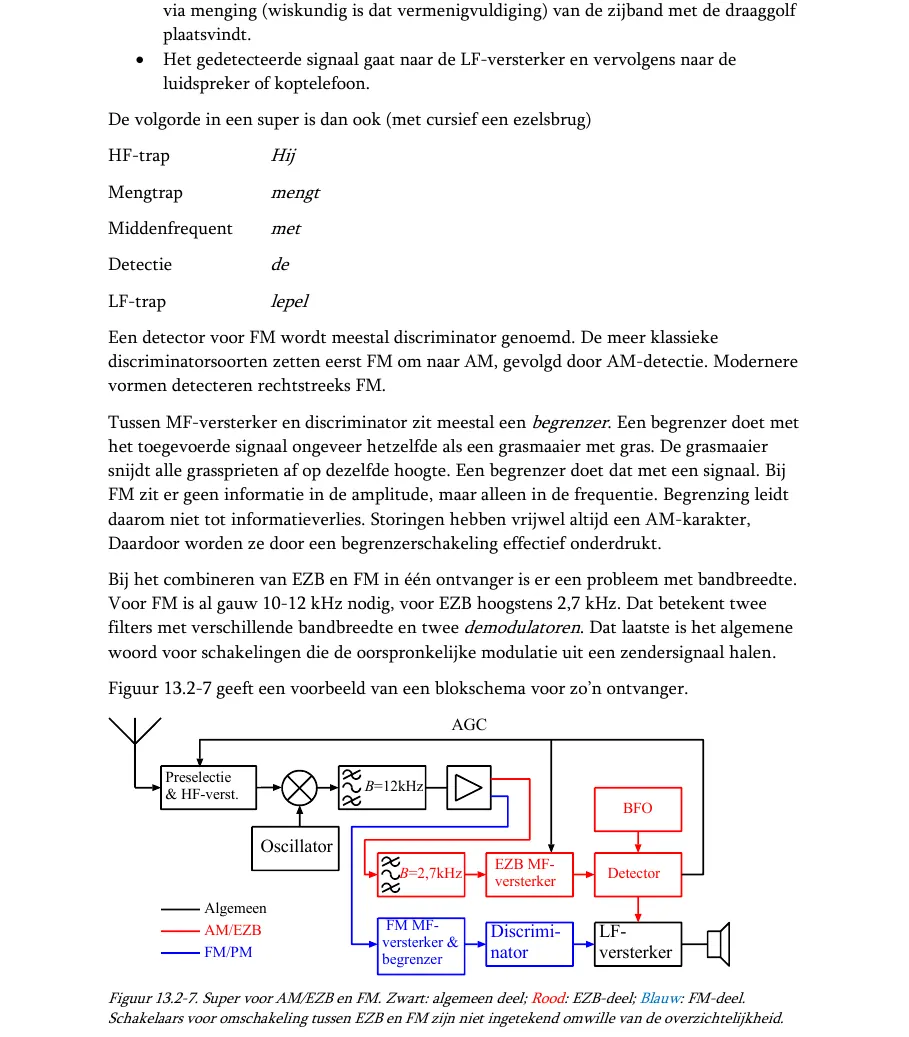 via menging (wiskundig is dat vermenigvuldiging) van de zijband met de draaggolf
plaatsvindt.
• Het gedetecteerde signaal gaat naar de LF-versterker en vervolgens naar de
luidspreker of koptelefoon.
De volgorde in een super is dan ook (met cursief een ezelsbrug)
HF-trap Hij
Mengtrap mengt
Middenfrequent met
Detectie de
LF-trap lepel
Een detector voor FM wordt meestal discriminator genoemd. De meer klassieke
discriminatorsoorten zetten eerst FM om naar AM, gevolgd door AM-detectie. Modernere
vormen detecteren rechtstreeks FM.
Tussen MF-versterker en discriminator zit meestal een begrenzer. Een begrenzer doet met
het toegevoerde signaal ongeveer hetzelfde als een grasmaaier met gras. De grasmaaier
snijdt alle grassprieten af op dezelfde hoogte. Een begrenzer doet dat met een signaal. Bij
FM zit er geen informatie in de amplitude, maar alleen in de frequentie. Begrenzing leidt
daarom niet tot informatieverlies. Storingen hebben vrijwel altijd een AM-karakter,
Daardoor worden ze door een begrenzerschakeling effectief onderdrukt.
Bij het combineren van EZB en FM in één ontvanger is er een probleem met bandbreedte.
Voor FM is al gauw 10-12 kHz nodig, voor EZB hoogstens 2,7 kHz. Dat betekent twee
filters met verschillende bandbreedte en twee demodulatoren. Dat laatste is het algemene
woord voor schakelingen die de oorspronkelijke modulatie uit een zendersignaal halen.
Figuur 13.2-7 geeft een voorbeeld van een blokschema voor zo’n ontvanger.
AGC
Preselectie
& HF-verst.
B=12kHz
BFO
Oscillator
B=2,7kHz
EZB MF-
versterker
Detector
Algemeen
AM/EZB
FM/PM
FM MF-
versterker &
begrenzer
Discrimi-
nator
LF-
versterker
Figuur 13.2-7. Super voor AM/EZB en FM. Zwart: algemeen deel; Rood: EZB-deel; Blauw: FM-deel.
Schakelaars voor omschakeling tussen EZB en FM zijn niet ingetekend omwille van de overzichtelijkheid.